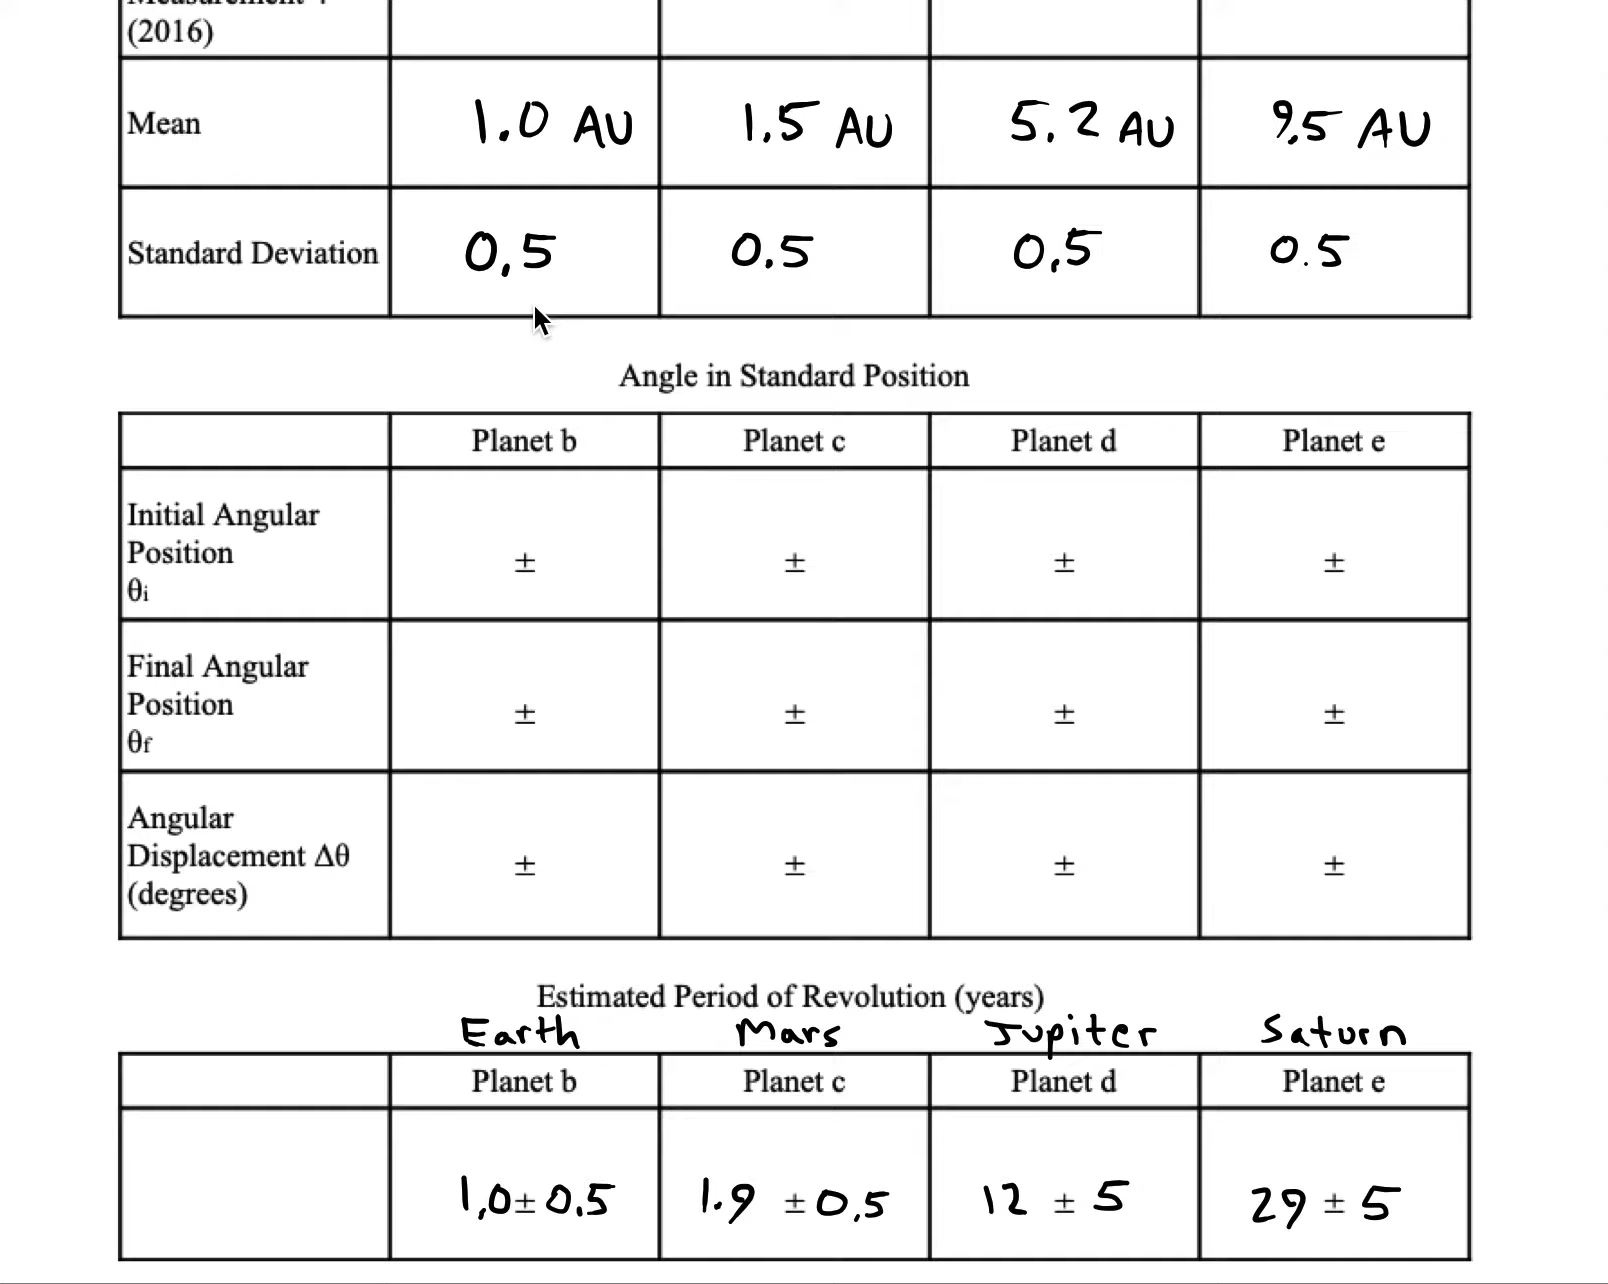 (2016)
Mean 1.0 AU 1.5 AU 5.2 AU 9.5 AU
Standard Deviation 0.5 0.5 0.5 0.5
Angle in Standard Position
Planet b Planet c Planet d Planet e
Initial Angular
Position
θi ± ± ± ±
Final Angular
Position
θf ± ± ± ±
Angular
Displacement Δθ
(degrees) ± ± ± ±
Estimated Period of Revolution (years)
Earth Mars Jupiter Saturn
Planet b Planet c Planet d Planet e
1.0 ± 0.5 1.9 ± 0.5 12 ± 5 29 ± 5